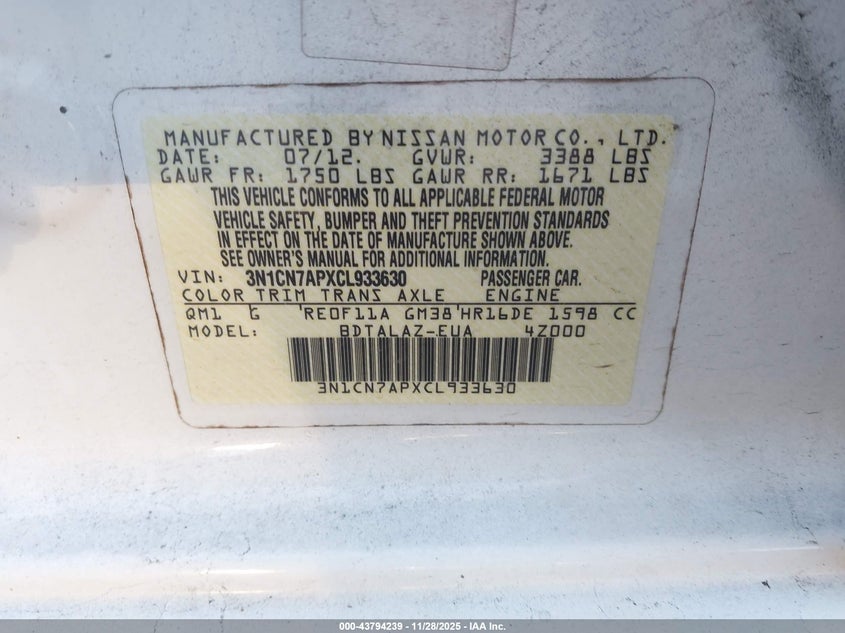 MANUFACTURED BY NISSAN MOTOR CO., LTD.
DATE: 07/12. GVWR: 3388 LBS
GAWR FR: 1750 LBS GAWR RR: 1671 LBS
THIS VEHICLE CONFORMS TO ALL APPLICABLE FEDERAL MOTOR
VEHICLE SAFETY, BUMPER AND THEFT PREVENTION STANDARDS
IN EFFECT ON THE DATE OF MANUFACTURE SHOWN ABOVE.
SEE OWNER'S MANUAL FOR ADDITIONAL INFORMATION.
VIN: 3N1CN7APXCL933630 PASSENGER CAR.
COLOR TRIM TRANS AXLE ENGINE
QM1 G 'RE0F11A GM38'HR16DE 1598 CC
MODEL: BDTALAZ-EUA 4Z000
3N1CN7APXCL933630
000-43794239 - 11/28/2025 - IAA Inc.